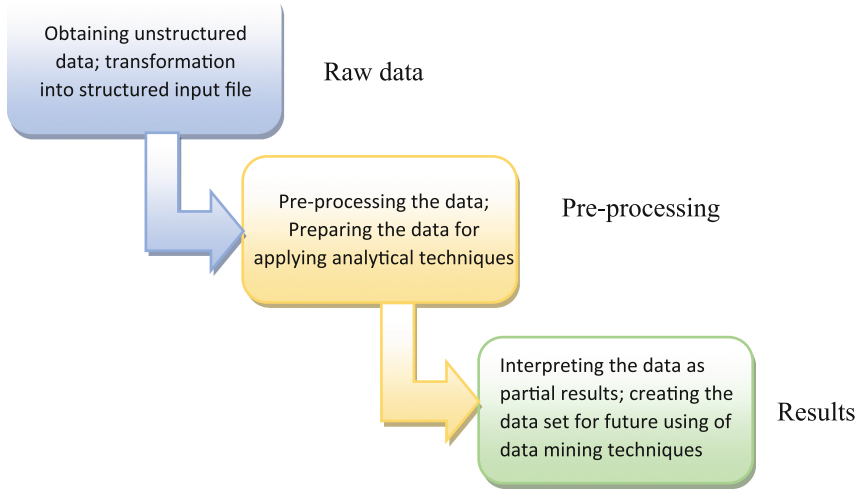 Obtaining unstructured
data; transformation
into structured input file
Raw data
Pre-processing the data;
Preparing the data for
applying analytical techniques
Pre-processing
Interpreting the data as
partial results; creating the
data set for future using of
data mining techniques
Results